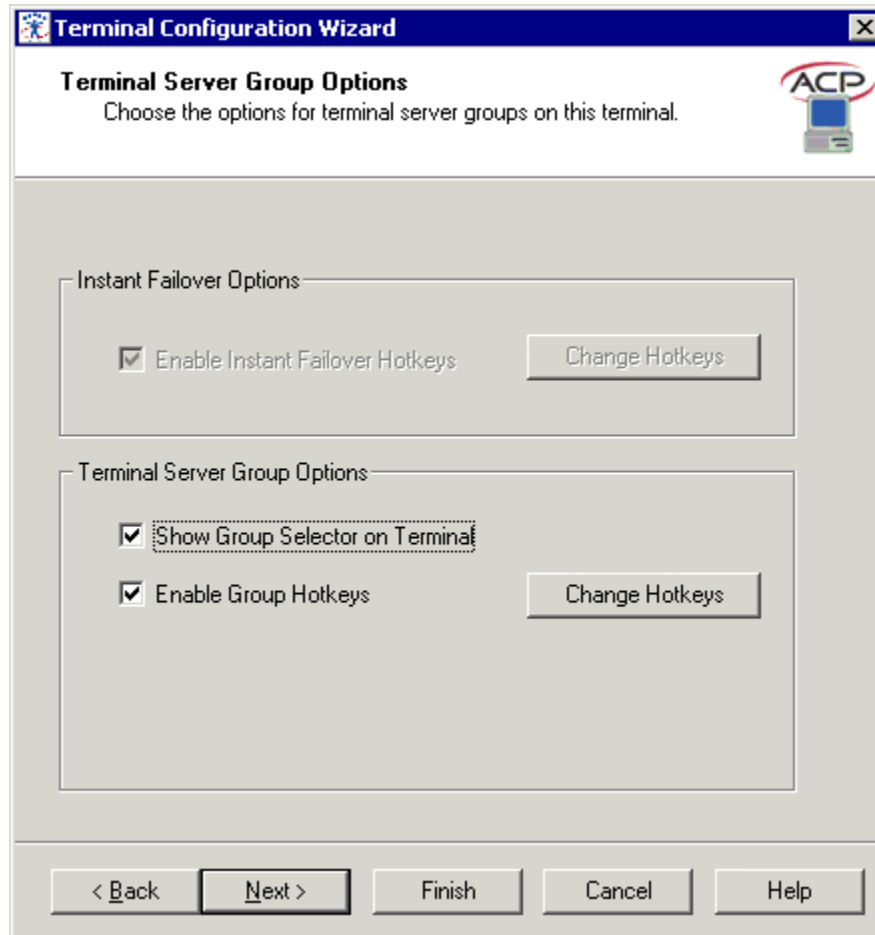 Terminal Configuration Wizard
Terminal Server Group Options
Choose the options for terminal server groups on this terminal.
ACP
Instant Failover Options
Enable Instant Failover Hotkeys
Change Hotkeys
Terminal Server Group Options
Show Group Selector on Terminal
Enable Group Hotkeys
Change Hotkeys
< Back
Next >
Finish
Cancel
Help